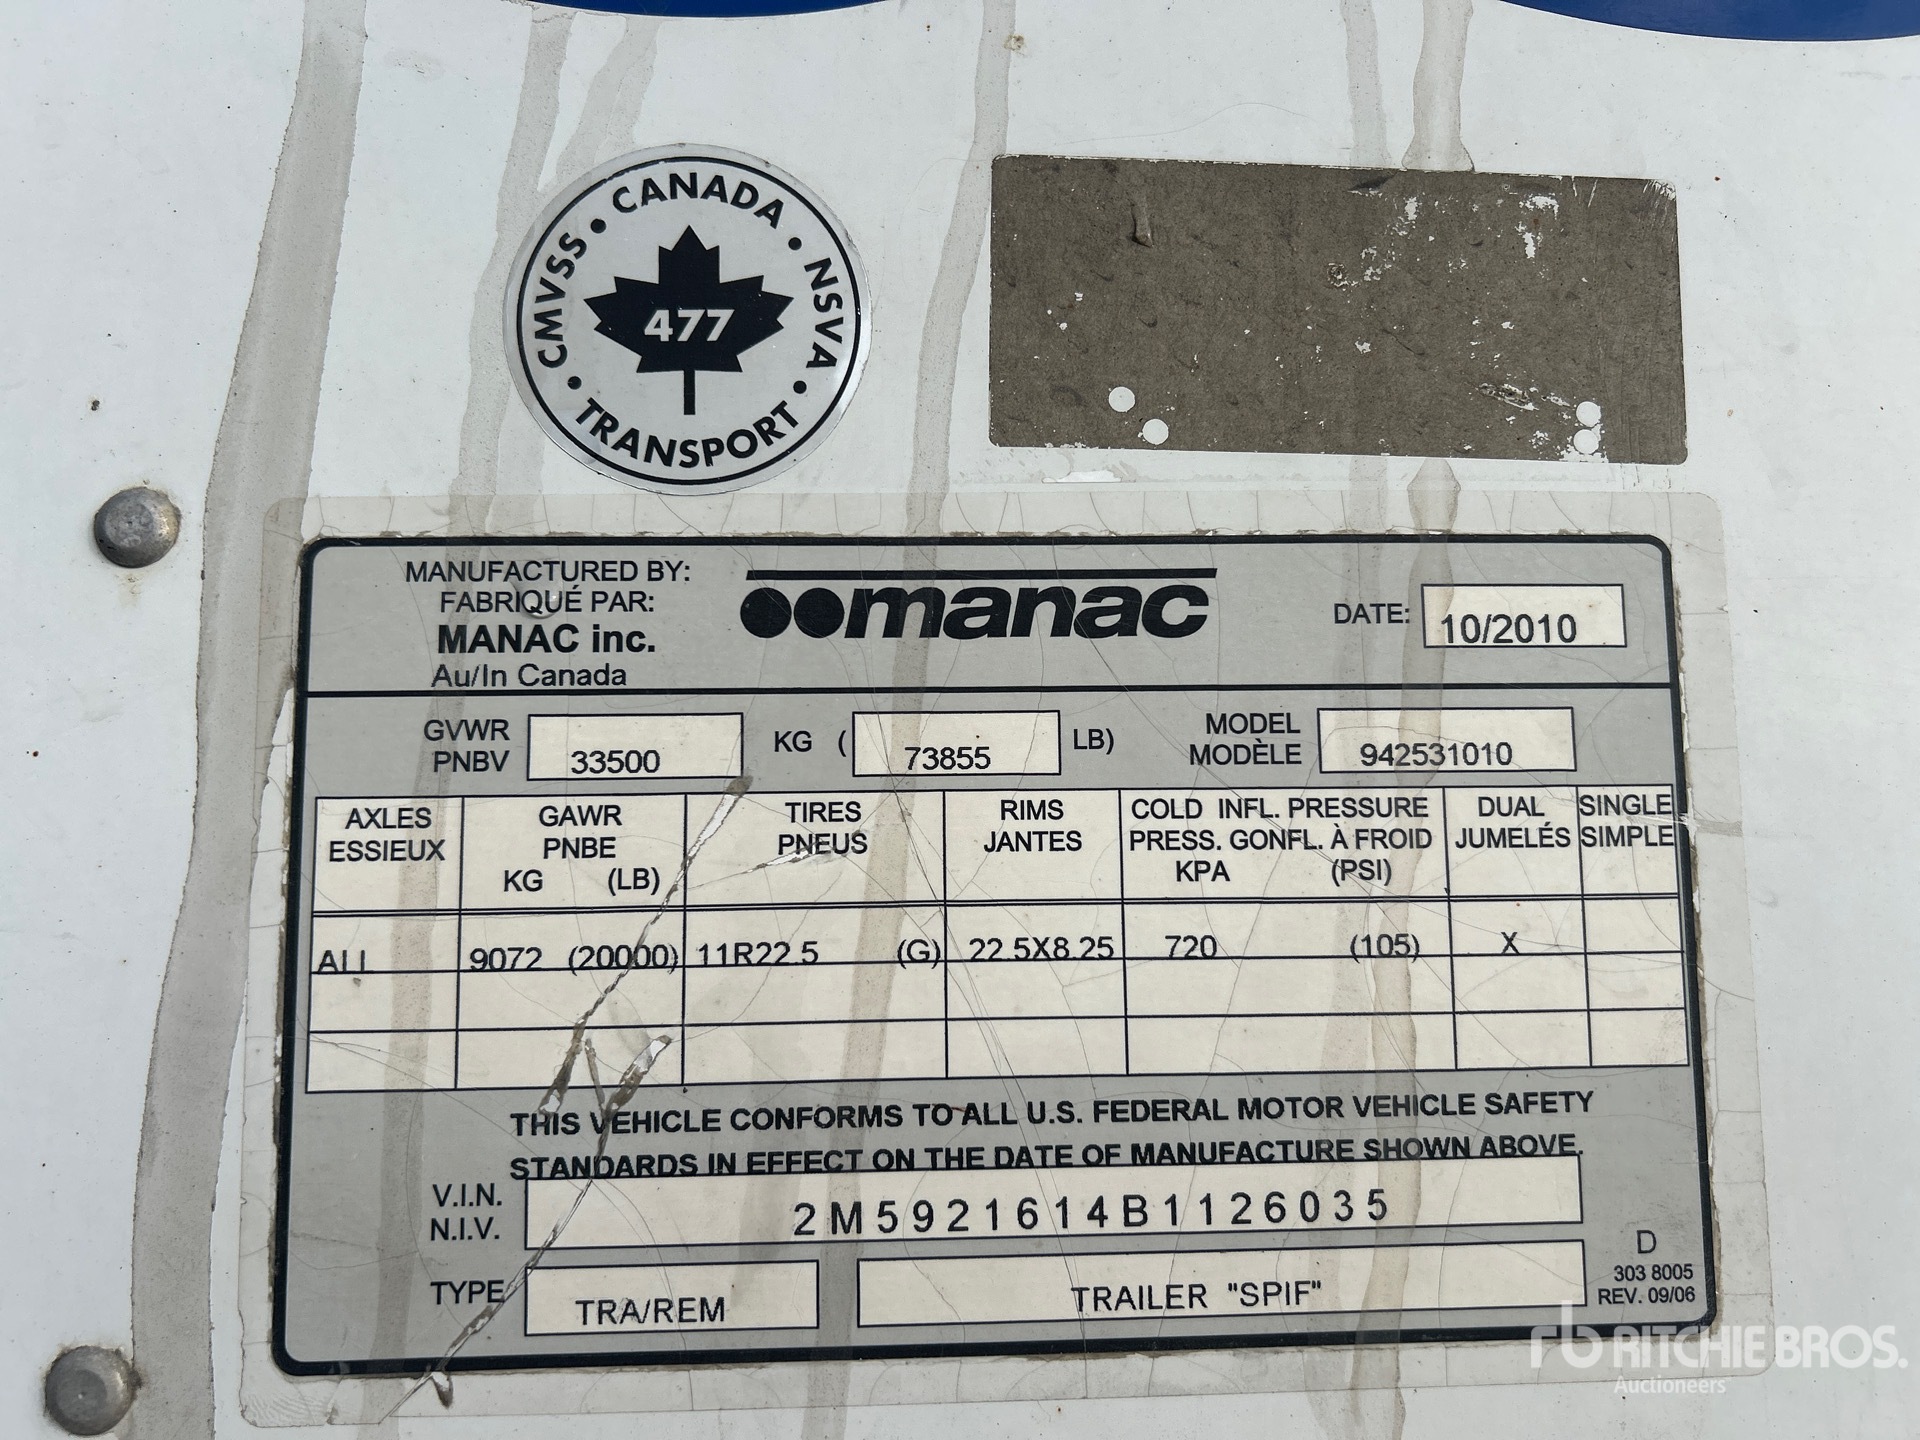 CMVSS • CANADA • NSVA • TRANSPORT •
477
MANUFACTURED BY:
FABRIQUÉ PAR:
MANAC inc.
Au/In Canada
manac
DATE: 10/2010
GVWR
PNBV
33500 KG ( 73855 LB)
MODEL
MODÈLE
942531010
AXLES
ESSIEUX
GAWR
PNBE
KG (LB)
TIRES
PNEUS
RIMS
JANTES
COLD INFL. PRESSURE
PRESS. GONFL. À FROID
KPA (PSI)
DUAL
JUMELÉS
SINGLE
SIMPLE
ALL 9072 (20000) 11R22.5 (G) 22.5X8.25 720 (105) X
THIS VEHICLE CONFORMS TO ALL U.S. FEDERAL MOTOR VEHICLE SAFETY
STANDARDS IN EFFECT ON THE DATE OF MANUFACTURE SHOWN ABOVE.
V.I.N.
N.I.V.
2M5921614B1126035
TYPE TRA/REM TRAILER "SPIF"
D
303 8005
REV. 09/06
rb RITCHIE BROS.
Auctioneers